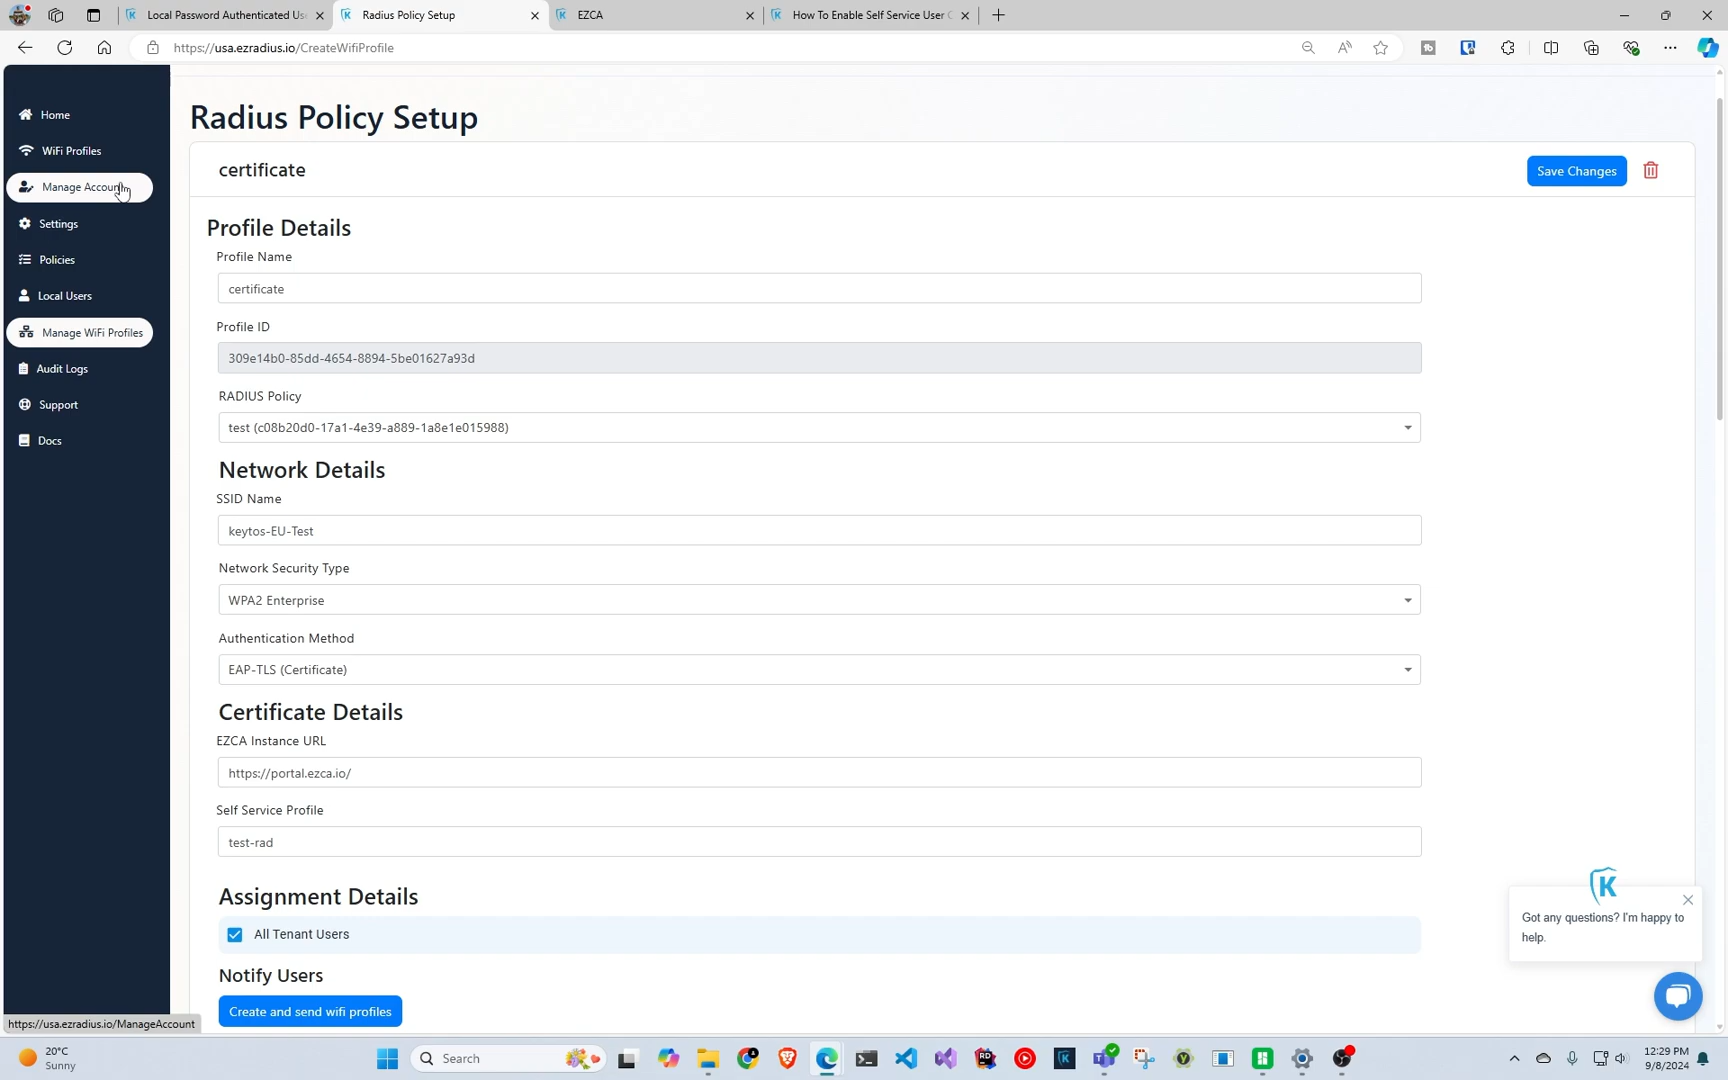 Local Password Authenticated Us
Radius Policy Setup
EZCA
How To Enable Self Service User C
https://usa.ezradius.io/CreateWifiProfile
Home
WiFi Profiles
Manage Account
Settings
Policies
Local Users
Manage WiFi Profiles
Audit Logs
Support
Docs
Radius Policy Setup
certificate
Save Changes
Profile Details
Profile Name
certificate
Profile ID
309e14b0-85dd-4654-8894-5be01627a93d
RADIUS Policy
test (c08b20d0-17a1-4e39-a889-1a8e1e015988)
Network Details
SSID Name
keytos-EU-Test
Network Security Type
WPA2 Enterprise
Authentication Method
EAP-TLS (Certificate)
Certificate Details
EZCA Instance URL
https://portal.ezca.io/
Self Service Profile
test-rad
Assignment Details
All Tenant Users
Notify Users
Create and send wifi profiles
Got any questions? I'm happy to
help.
https://usa.ezradius.io/ManageAccount
20°C
Sunny
Search
12:29 PM
9/8/2024